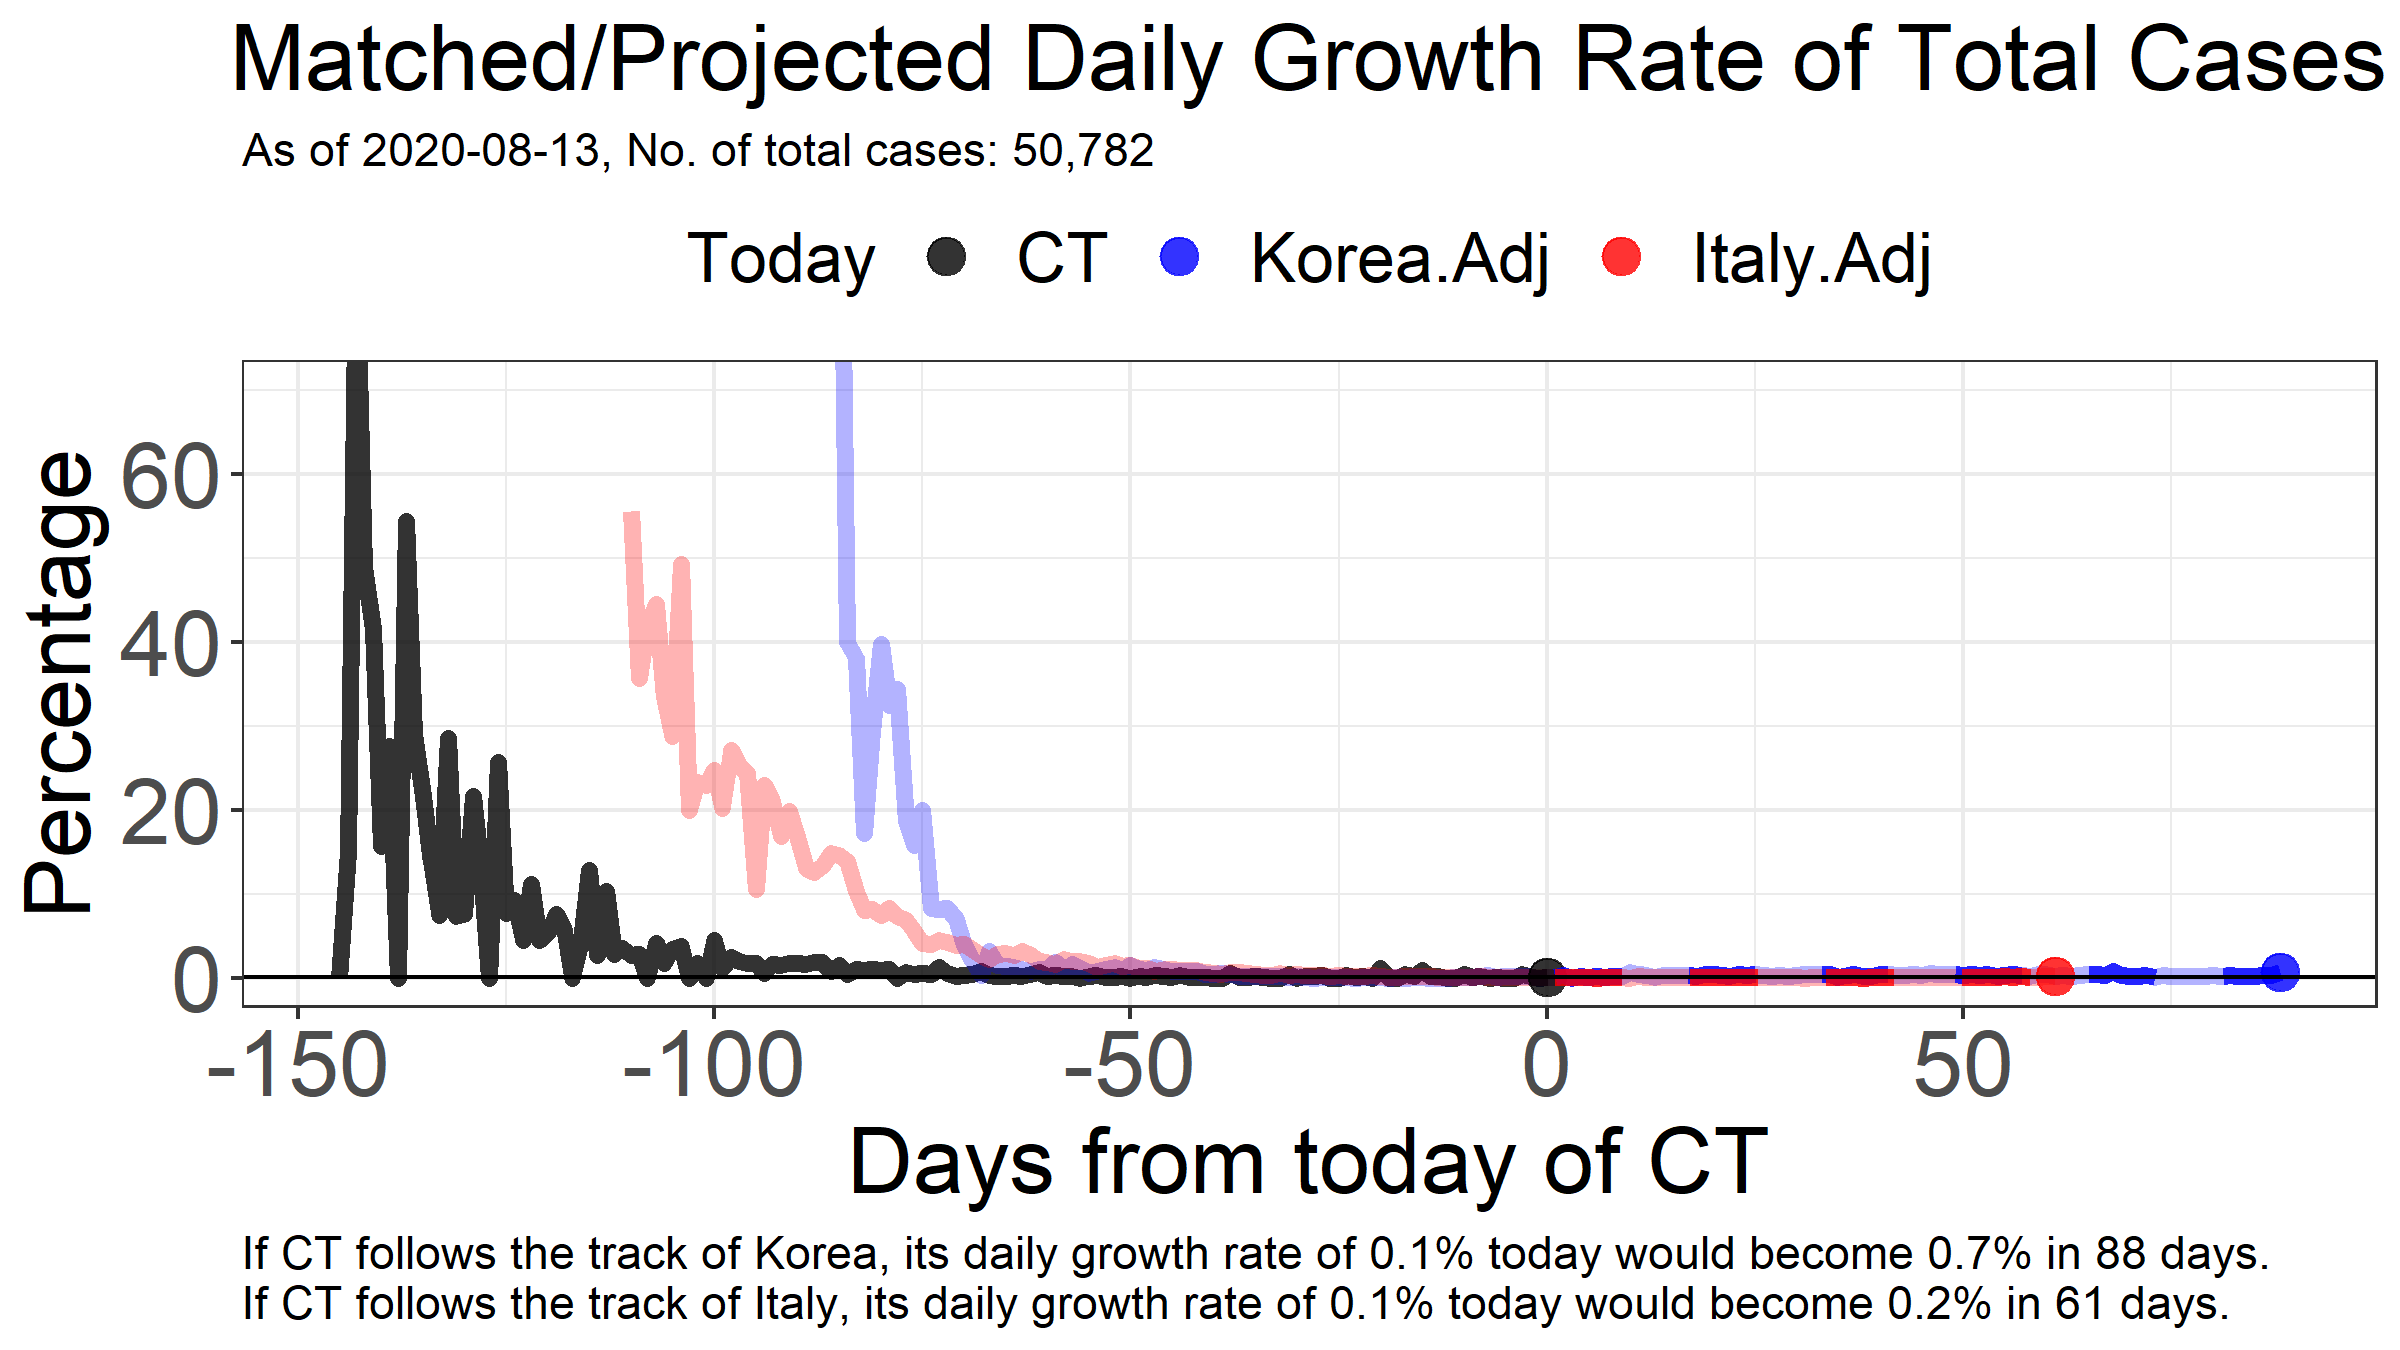 Matched/Projected Daily Growth Rate of Total Cases
As of 2020-08-13, No. of total cases: 50,782
Today CT Korea.Adj Italy.Adj
Percentage
60
40
20
0
-150 -100 -50 0 50
Days from today of CT
If CT follows the track of Korea, its daily growth rate of 0.1% today would become 0.7% in 88 days.
If CT follows the track of Italy, its daily growth rate of 0.1% today would become 0.2% in 61 days.